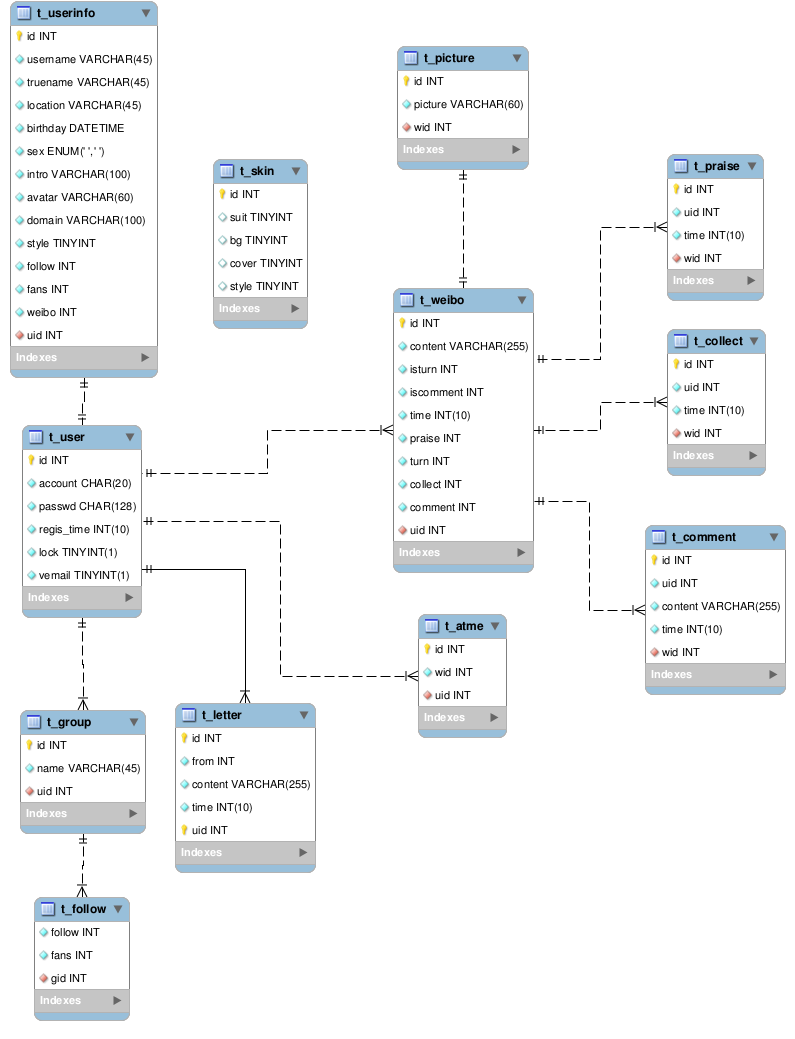 t_userinfo
id INT
username VARCHAR(45)
truename VARCHAR(45)
location VARCHAR(45)
birthday DATETIME
sex ENUM(' ',' ')
intro VARCHAR(100)
avatar VARCHAR(60)
domain VARCHAR(100)
style TINYINT
follow INT
fans INT
weibo INT
uid INT
Indexes
t_skin
id INT
suit TINYINT
bg TINYINT
cover TINYINT
style TINYINT
Indexes
t_picture
id INT
picture VARCHAR(60)
wid INT
Indexes
t_praise
id INT
uid INT
time INT(10)
wid INT
Indexes
t_weibo
id INT
content VARCHAR(255)
isturn INT
iscomment INT
time INT(10)
praise INT
turn INT
collect INT
comment INT
uid INT
Indexes
t_collect
id INT
uid INT
time INT(10)
wid INT
Indexes
t_user
id INT
account CHAR(20)
passwd CHAR(128)
regis_time INT(10)
lock TINYINT(1)
vemail TINYINT(1)
Indexes
t_comment
id INT
uid INT
content VARCHAR(255)
time INT(10)
wid INT
Indexes
t_atme
id INT
wid INT
uid INT
Indexes
t_group
id INT
name VARCHAR(45)
uid INT
Indexes
t_letter
id INT
from INT
content VARCHAR(255)
time INT(10)
uid INT
Indexes
t_follow
follow INT
fans INT
gid INT
Indexes